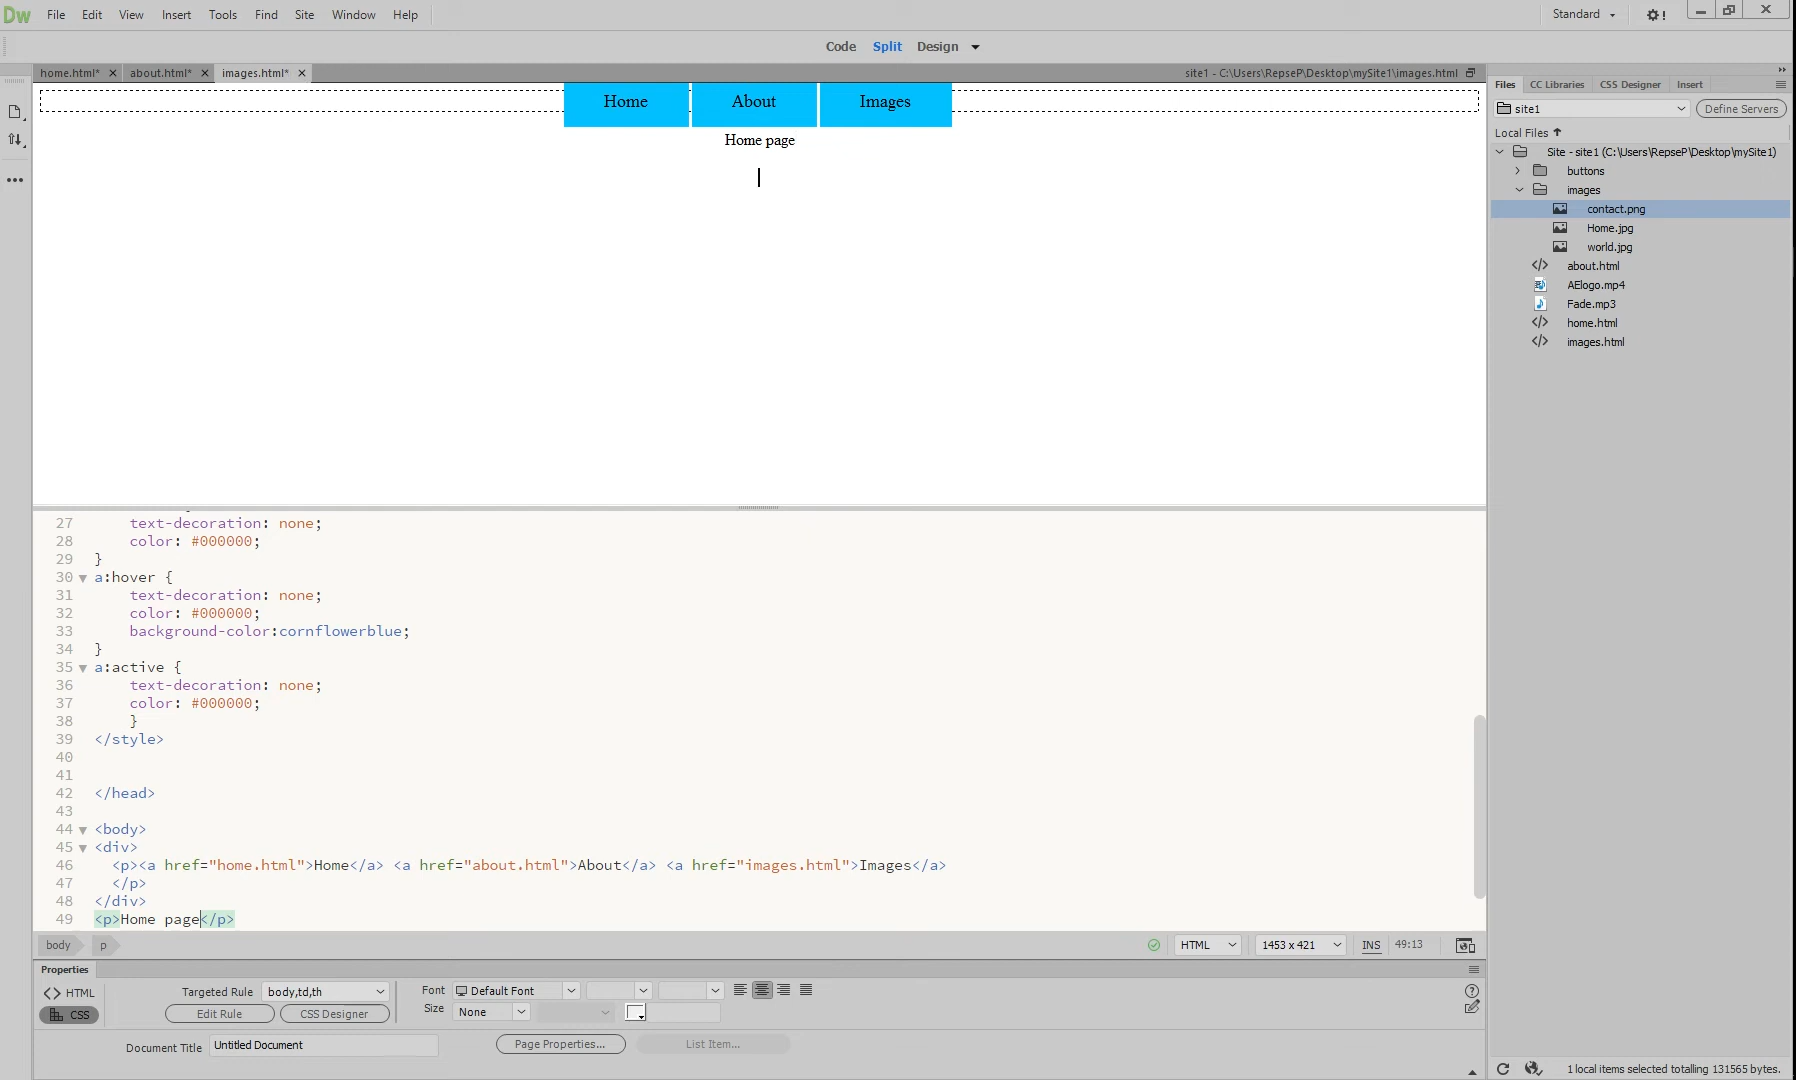 Dw File Edit View Insert Tools Find Site Window Help Standard
Code Split Design
home.html* about.html* images.html* site1 - C:\Users\RepseP\Desktop\mySite1\images.html
Home About Images
Home page
27 text-decoration: none;
28 color: #000000;
29 }
30 a:hover {
31 text-decoration: none;
32 color: #000000;
33 background-color:cornflowerblue;
34 }
35 a:active {
36 text-decoration: none;
37 color: #000000;
38 }
39 </style>
40
41
42 </head>
43
44 <body>
45 <div>
46 <p><a href="home.html">Home</a> <a href="about.html">About</a> <a href="images.html">Images</a>
47 </p>
48 </div>
49 <p>Home page</p>
body p HTML 1453 x 421 INS 49:13
Properties
HTML Targeted Rule body,td,th Font Default Font
CSS Edit Rule CSS Designer Size None
Document Title Untitled Document Page Properties... List Item...
Files CC Libraries CSS Designer Insert
site1 Define Servers
Local Files
Site - site1 (C:\Users\RepseP\Desktop\mySite1)
buttons
images
contact.png
Home.jpg
world.jpg
about.html
AElogo.mp4
Fade.mp3
home.html
images.html
1 local items selected totalling 131565 bytes.